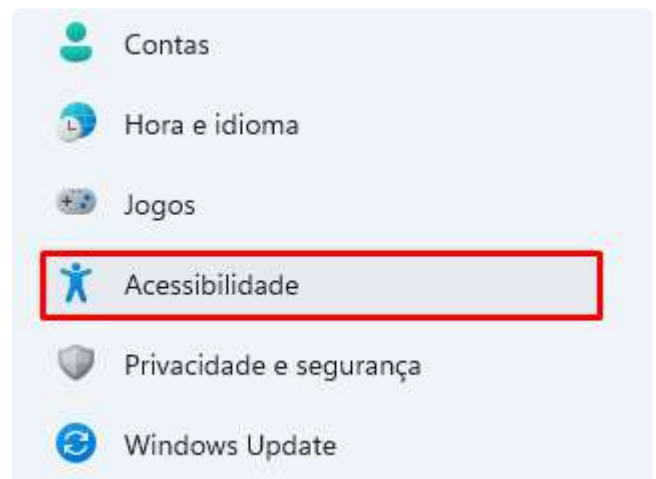 Contas
Hora e idioma
Jogos
Acessibilidade
Privacidade e segurança
Windows Update